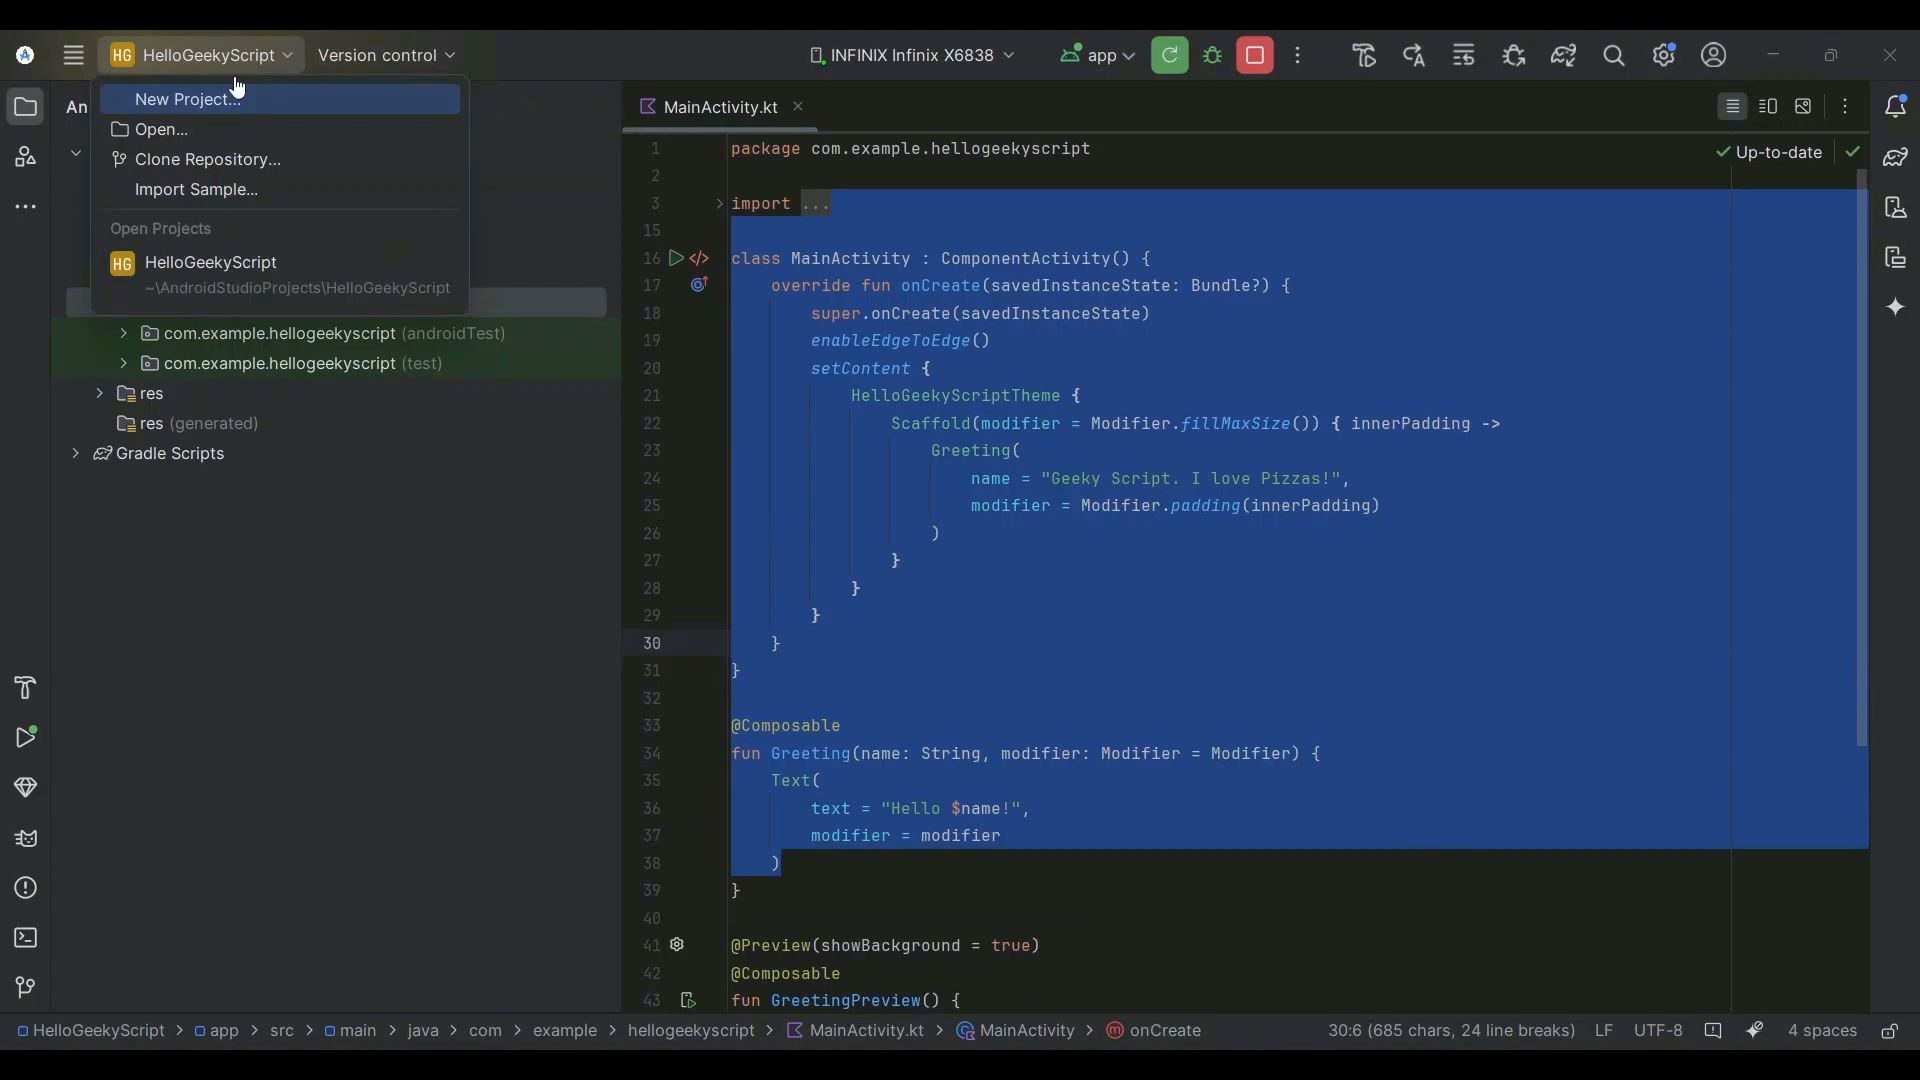 HG HelloGeekyScript Version control INFINIX Infinix X6838 app
An
New Project...
Open...
Clone Repository...
Import Sample...
Open Projects
HG HelloGeekyScript
~\AndroidStudioProjects\HelloGeekyScript
com.example.hellogeekyscript (androidTest)
com.example.hellogeekyscript (test)
res
res (generated)
Gradle Scripts
MainActivity.kt
Up-to-date
1 package com.example.hellogeekyscript
2
3 import ...
15
16 class MainActivity : ComponentActivity() {
17 override fun onCreate(savedInstanceState: Bundle?) {
18 super.onCreate(savedInstanceState)
19 enableEdgeToEdge()
20 setContent {
21 HelloGeekyScriptTheme {
22 Scaffold(modifier = Modifier.fillMaxSize()) { innerPadding ->
23 Greeting(
24 name = "Geeky Script. I love Pizzas!",
25 modifier = Modifier.padding(innerPadding)
26 )
27 }
28 }
29 }
30 }
31 }
32
33 @Composable
34 fun Greeting(name: String, modifier: Modifier = Modifier) {
35 Text(
36 text = "Hello $name!",
37 modifier = modifier
38 )
39 }
40
41 @Preview(showBackground = true)
42 @Composable
43 fun GreetingPreview() {
HelloGeekyScript > app > src > main > java > com > example > hellogeekyscript > MainActivity.kt > MainActivity > onCreate 30:6 (685 chars, 24 line breaks) LF UTF-8 4 spaces